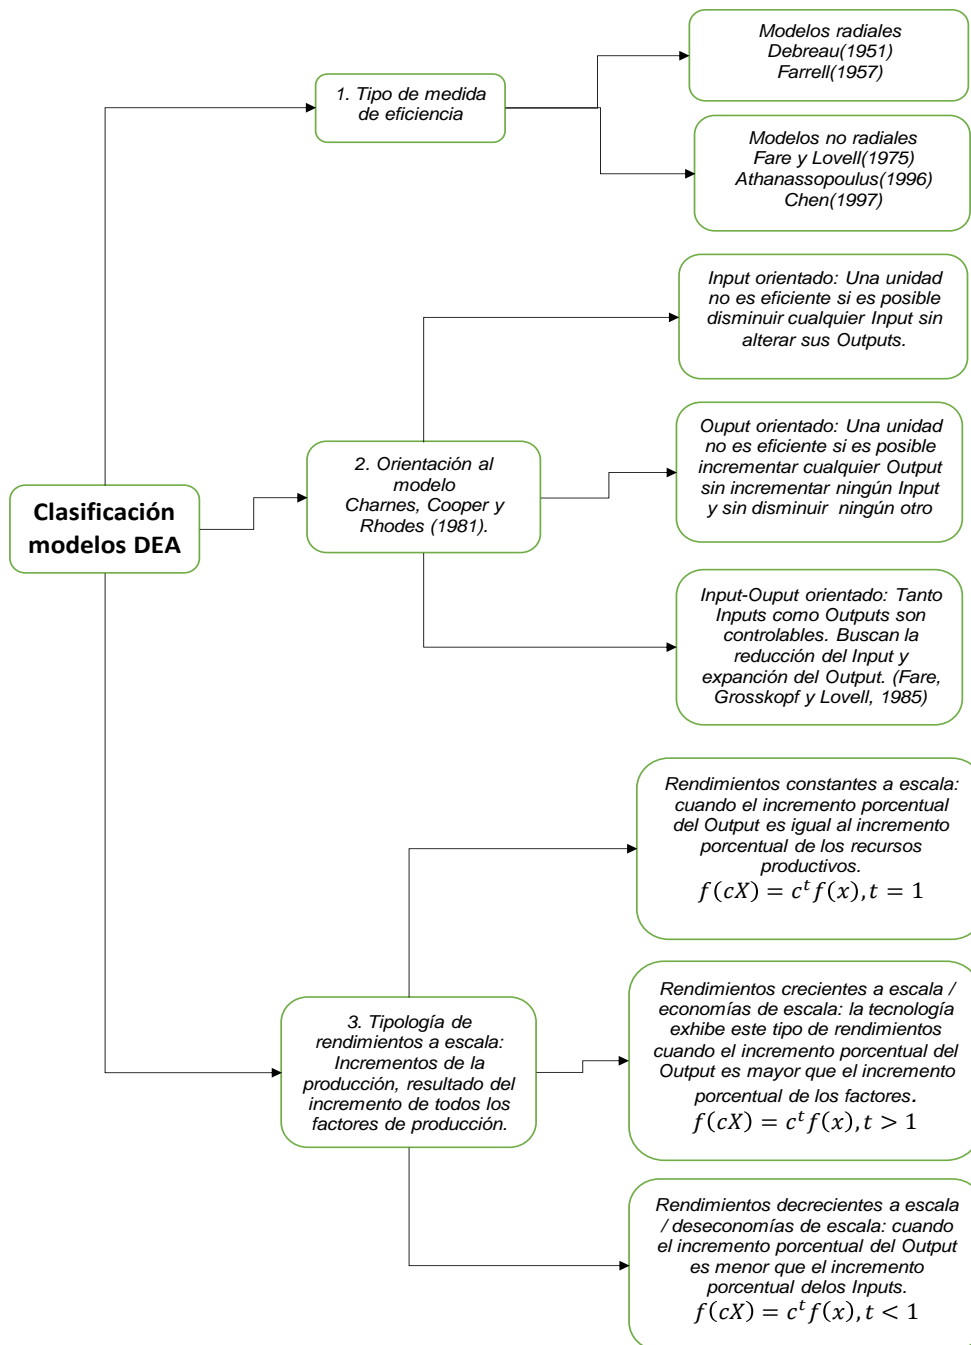 Modelos radiales
Debreau(1951)
Farrell(1957)
1. Tipo de medida
de eficiencia
Modelos no radiales
Fare y Lovell(1975)
Athanassopoulus(1996)
Chen(1997)
Input orientado: Una unidad
no es eficiente si es posible
disminuir cualquier Input sin
alterar sus Outputs.
Ouput orientado: Una unidad
no es eficiente si es posible
incrementar cualquier Output
sin incrementar ningún Input
y sin disminuir ningún otro
2. Orientación al
modelo
Charnes, Cooper y
Rhodes (1981).
Clasificación
modelos DEA
Input-Ouput orientado: Tanto
Inputs como Outputs son
controlables. Buscan la
reducción del Input y
expansión del Output. (Fare,
Grosskopf y Lovell, 1985)
Rendimientos constantes a escala:
cuando el incremento porcentual
del Output es igual al incremento
porcentual de los recursos
productivos.
f(cX) = c^t f(x), t = 1
3. Tipología de
rendimientos a escala:
Incrementos de la
producción, resultado del
incremento de todos los
factores de producción.
Rendimientos crecientes a escala /
economías de escala: la tecnología
exhibe este tipo de rendimientos
cuando el incremento porcentual del
Output es mayor que el incremento
porcentual de los factores.
f(cX) = c^t f(x), t > 1
Rendimientos decrecientes a escala
/ deseconomías de escala: cuando
el incremento porcentual del Output
es menor que el incremento
porcentual delos Inputs.
f(cX) = c^t f(x), t < 1